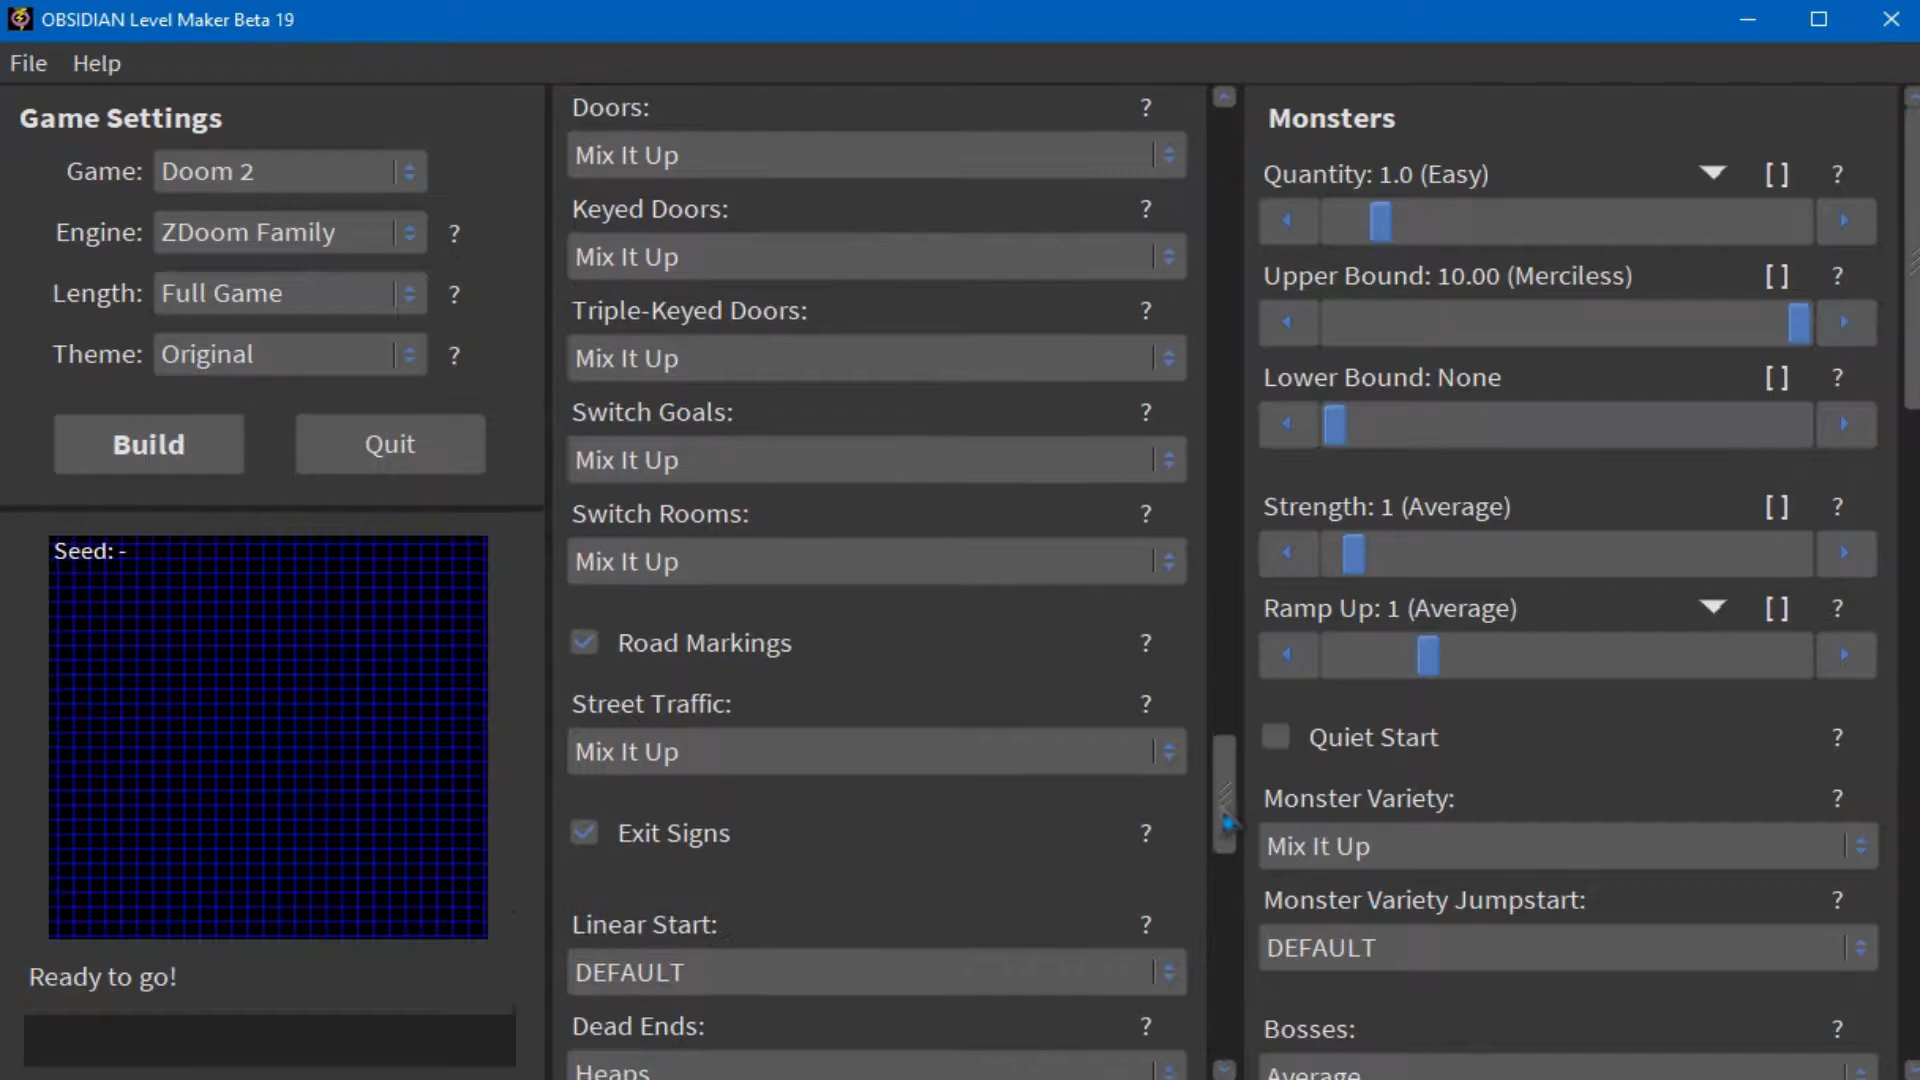 OBSIDIAN Level Maker Beta 19
File Help
Game Settings
Game: Doom 2
Engine: ZDoom Family ?
Length: Full Game ?
Theme: Original ?
Build Quit
Seed: -
Ready to go!
Doors: ?
Mix It Up
Keyed Doors: ?
Mix It Up
Triple-Keyed Doors: ?
Mix It Up
Switch Goals: ?
Mix It Up
Switch Rooms: ?
Mix It Up
Road Markings ?
Street Traffic: ?
Mix It Up
Exit Signs ?
Linear Start: ?
DEFAULT
Dead Ends: ?
Heaps
Monsters
Quantity: 1.0 (Easy) [ ] ?
Upper Bound: 10.00 (Merciless) [ ] ?
Lower Bound: None [ ] ?
Strength: 1 (Average) [ ] ?
Ramp Up: 1 (Average) [ ] ?
Quiet Start ?
Monster Variety: ?
Mix It Up
Monster Variety Jumpstart: ?
DEFAULT
Bosses: ?
Average